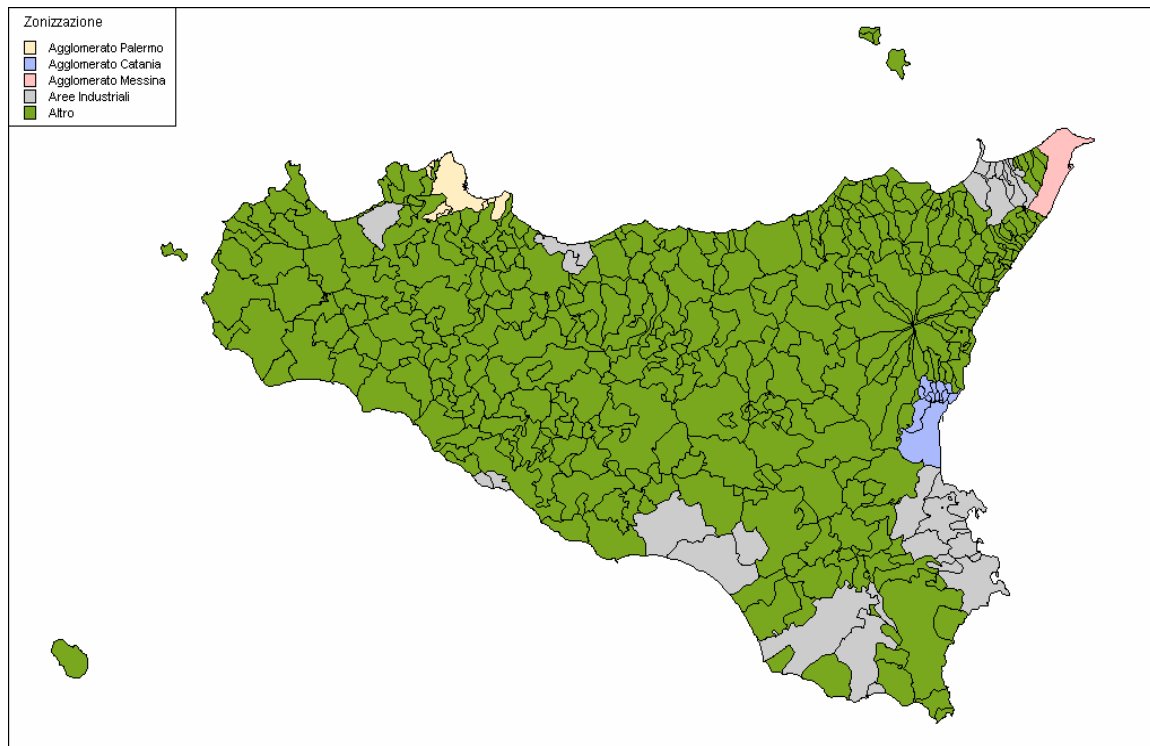 Zonizzazione
Agglomerato Palermo
Agglomerato Catania
Agglomerato Messina
Aree Industriali
Altro